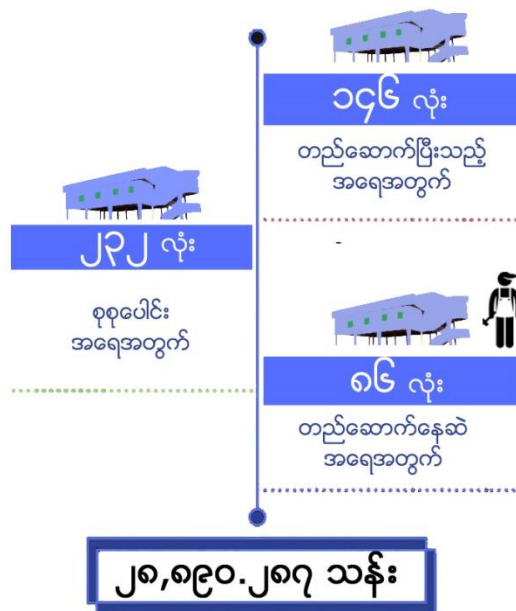 ၁၄၆ လုံး
တည်ဆောက်ပြီးသည့်
အရေအတွက်
၂၃၂ လုံး
စုစုပေါင်း
အရေအတွက်
-
၈၆ လုံး
တည်ဆောက်နေဆဲ
အရေအတွက်
၂၈,၈၉၀.၂၈၇ သန်း